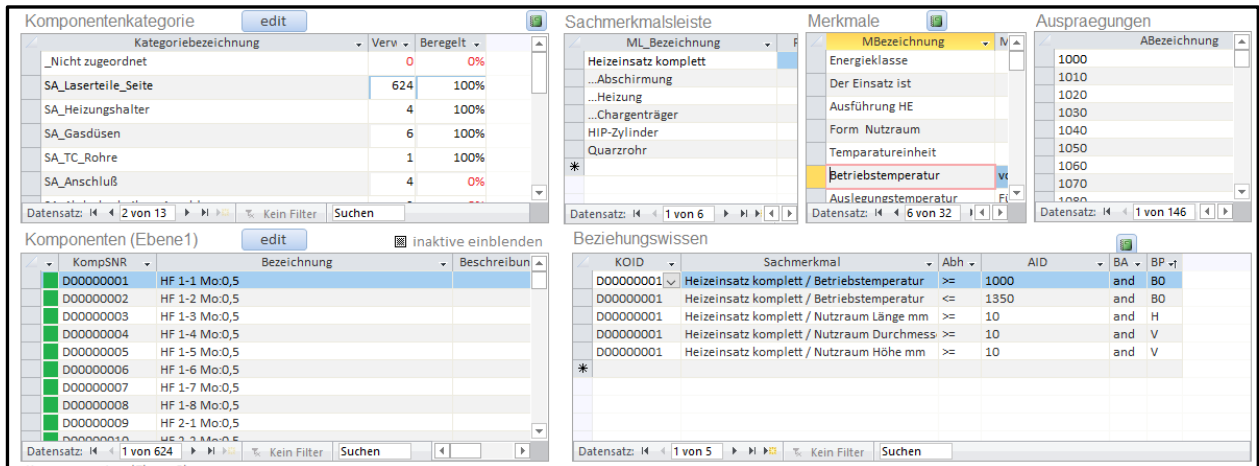 Komponentenkategorie edit
Kategoriebezeichnung Verw Beregelt
_Nicht zugeordnet 0 0%
SA_Laserteile_Seite 624 100%
SA_Heizungshalter 4 100%
SA_Gasdüsen 6 100%
SA_TC_Rohre 1 100%
SA_Anschluß 4 0%
Datensatz: 2 von 13 Kein Filter Suchen
Sachmerkmalsleiste
ML_Bezeichnung
Heizeinsatz komplett
...Abschirmung
...Heizung
...Chargenträger
HIP-Zylinder
Quarzrohr
Datensatz: 1 von 6
Merkmale
MBezeichnung
Energieklasse
Der Einsatz ist
Ausführung HE
Form Nutzraum
Temparatureinheit
Betriebstemperatur
Auslegungstemperatur
Datensatz: 6 von 32
Auspraegungen
ABezeichnung
1000
1010
1020
1030
1040
1050
1060
1070
1080
Datensatz: 1 von 146
Komponenten (Ebene1) edit inaktive einblenden
KompSNR Bezeichnung Beschreibun
D00000001 HF 1-1 Mo:0,5
D00000002 HF 1-2 Mo:0,5
D00000003 HF 1-3 Mo:0,5
D00000004 HF 1-4 Mo:0,5
D00000005 HF 1-5 Mo:0,5
D00000006 HF 1-6 Mo:0,5
D00000007 HF 1-7 Mo:0,5
D00000008 HF 1-8 Mo:0,5
D00000009 HF 2-1 Mo:0,5
D00000010 HF 2-2 Mo:0,5
Datensatz: 1 von 624 Kein Filter Suchen
Beziehungswissen
KOID Sachmerkmal Abh AID BA BP
D00000001 Heizeinsatz komplett / Betriebstemperatur >= 1000 and B0
D00000001 Heizeinsatz komplett / Betriebstemperatur <= 1350 and B0
D00000001 Heizeinsatz komplett / Nutzraum Länge mm >= 10 and H
D00000001 Heizeinsatz komplett / Nutzraum Durchmess >= 10 and V
D00000001 Heizeinsatz komplett / Nutzraum Höhe mm >= 10 and V
Datensatz: 1 von 5 Kein Filter Suchen